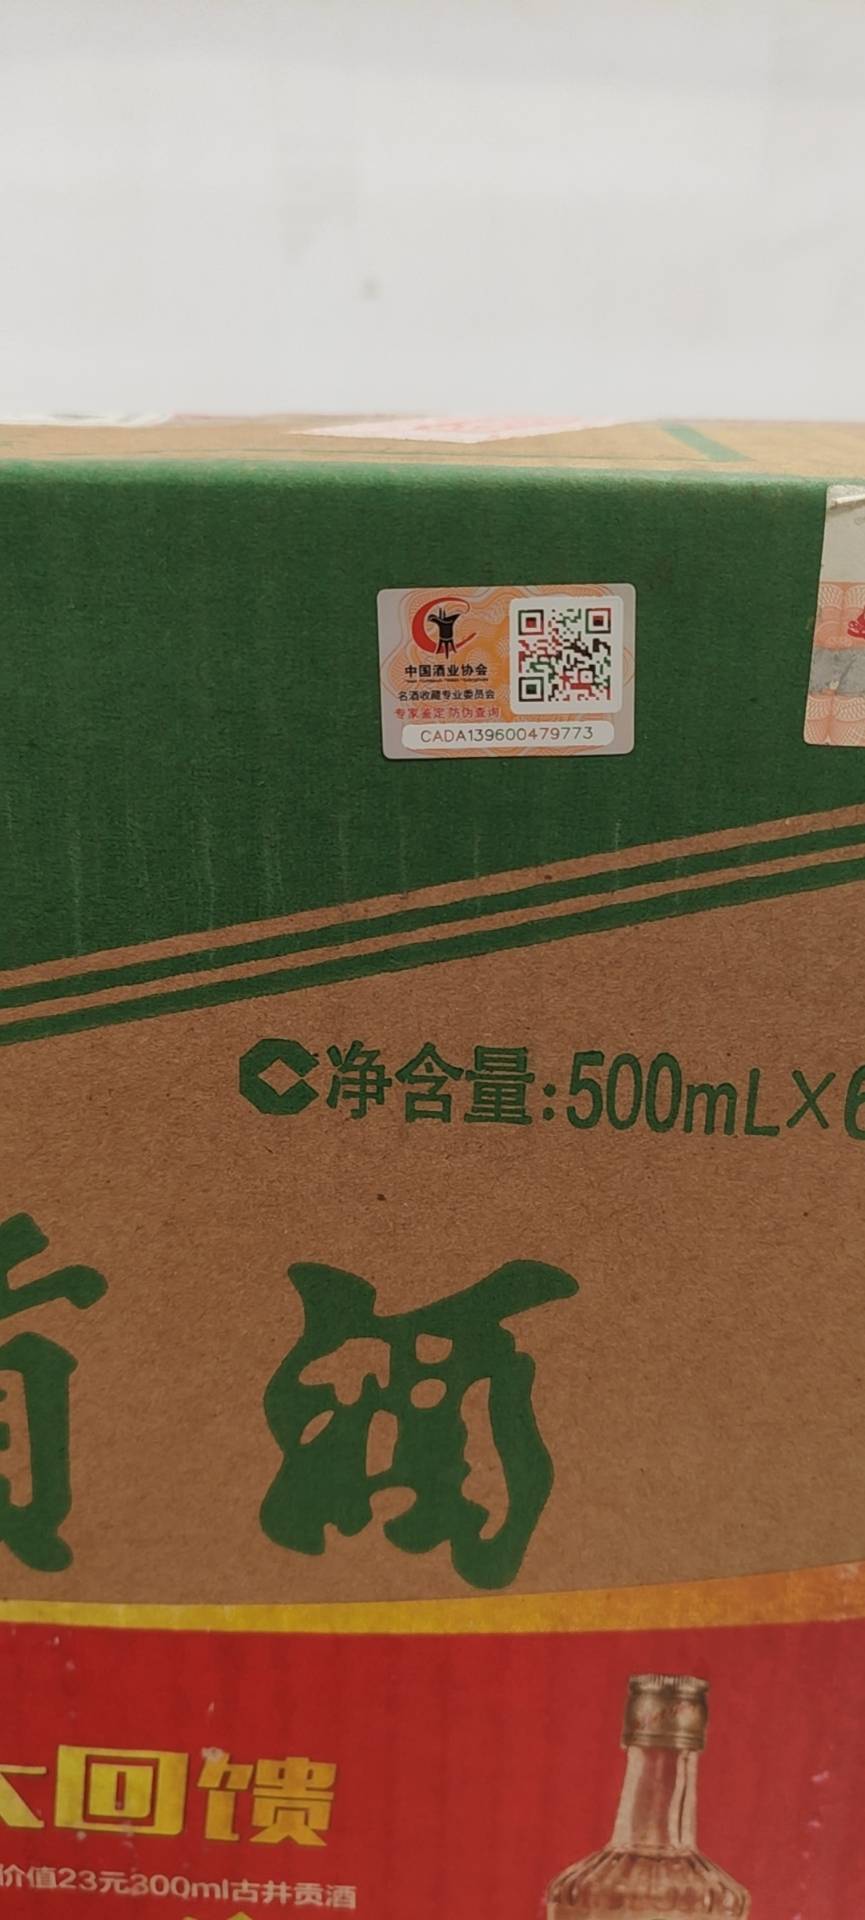 中国酒业协会
名酒收藏专业委员会
专家鉴定 防伪查询
CADA139600479773
净含量:500mL×6
贡酒
大回馈
价值23元300ml古井贡酒